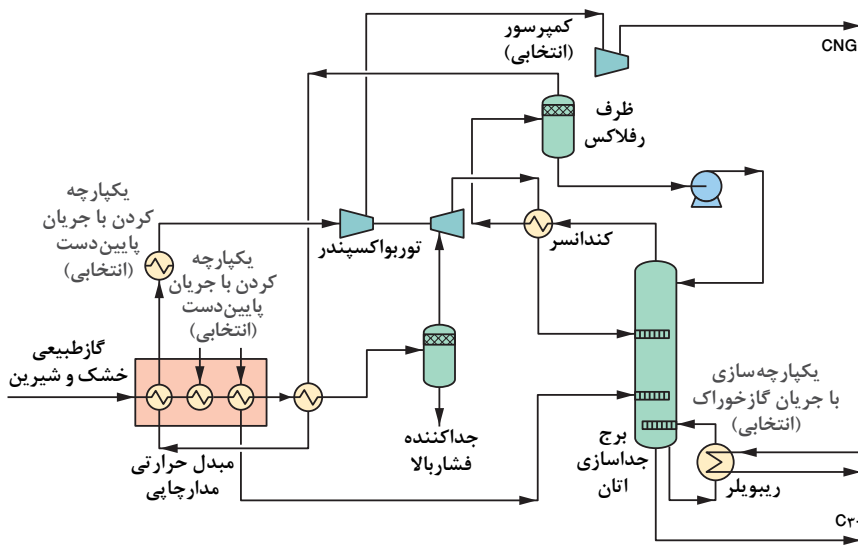 کمپرسور
(انتخابی)
CNG
ظرف
رفلاکس
یکپارچه
کردن با جریان
پایین‌دست
(انتخابی)
یکپارچه
کردن با جریان
پایین‌دست
(انتخابی)
توربواکسپندر
کندانسر
گازطبیعی
خشک و شیرین
یکپارچه‌سازی
با جریان گازخوراک
(انتخابی)
جداکننده
فشاربالا
مبدل حرارتی
مدارچاپی
برج
جداسازی
اتان
ریبویلر
C۳+